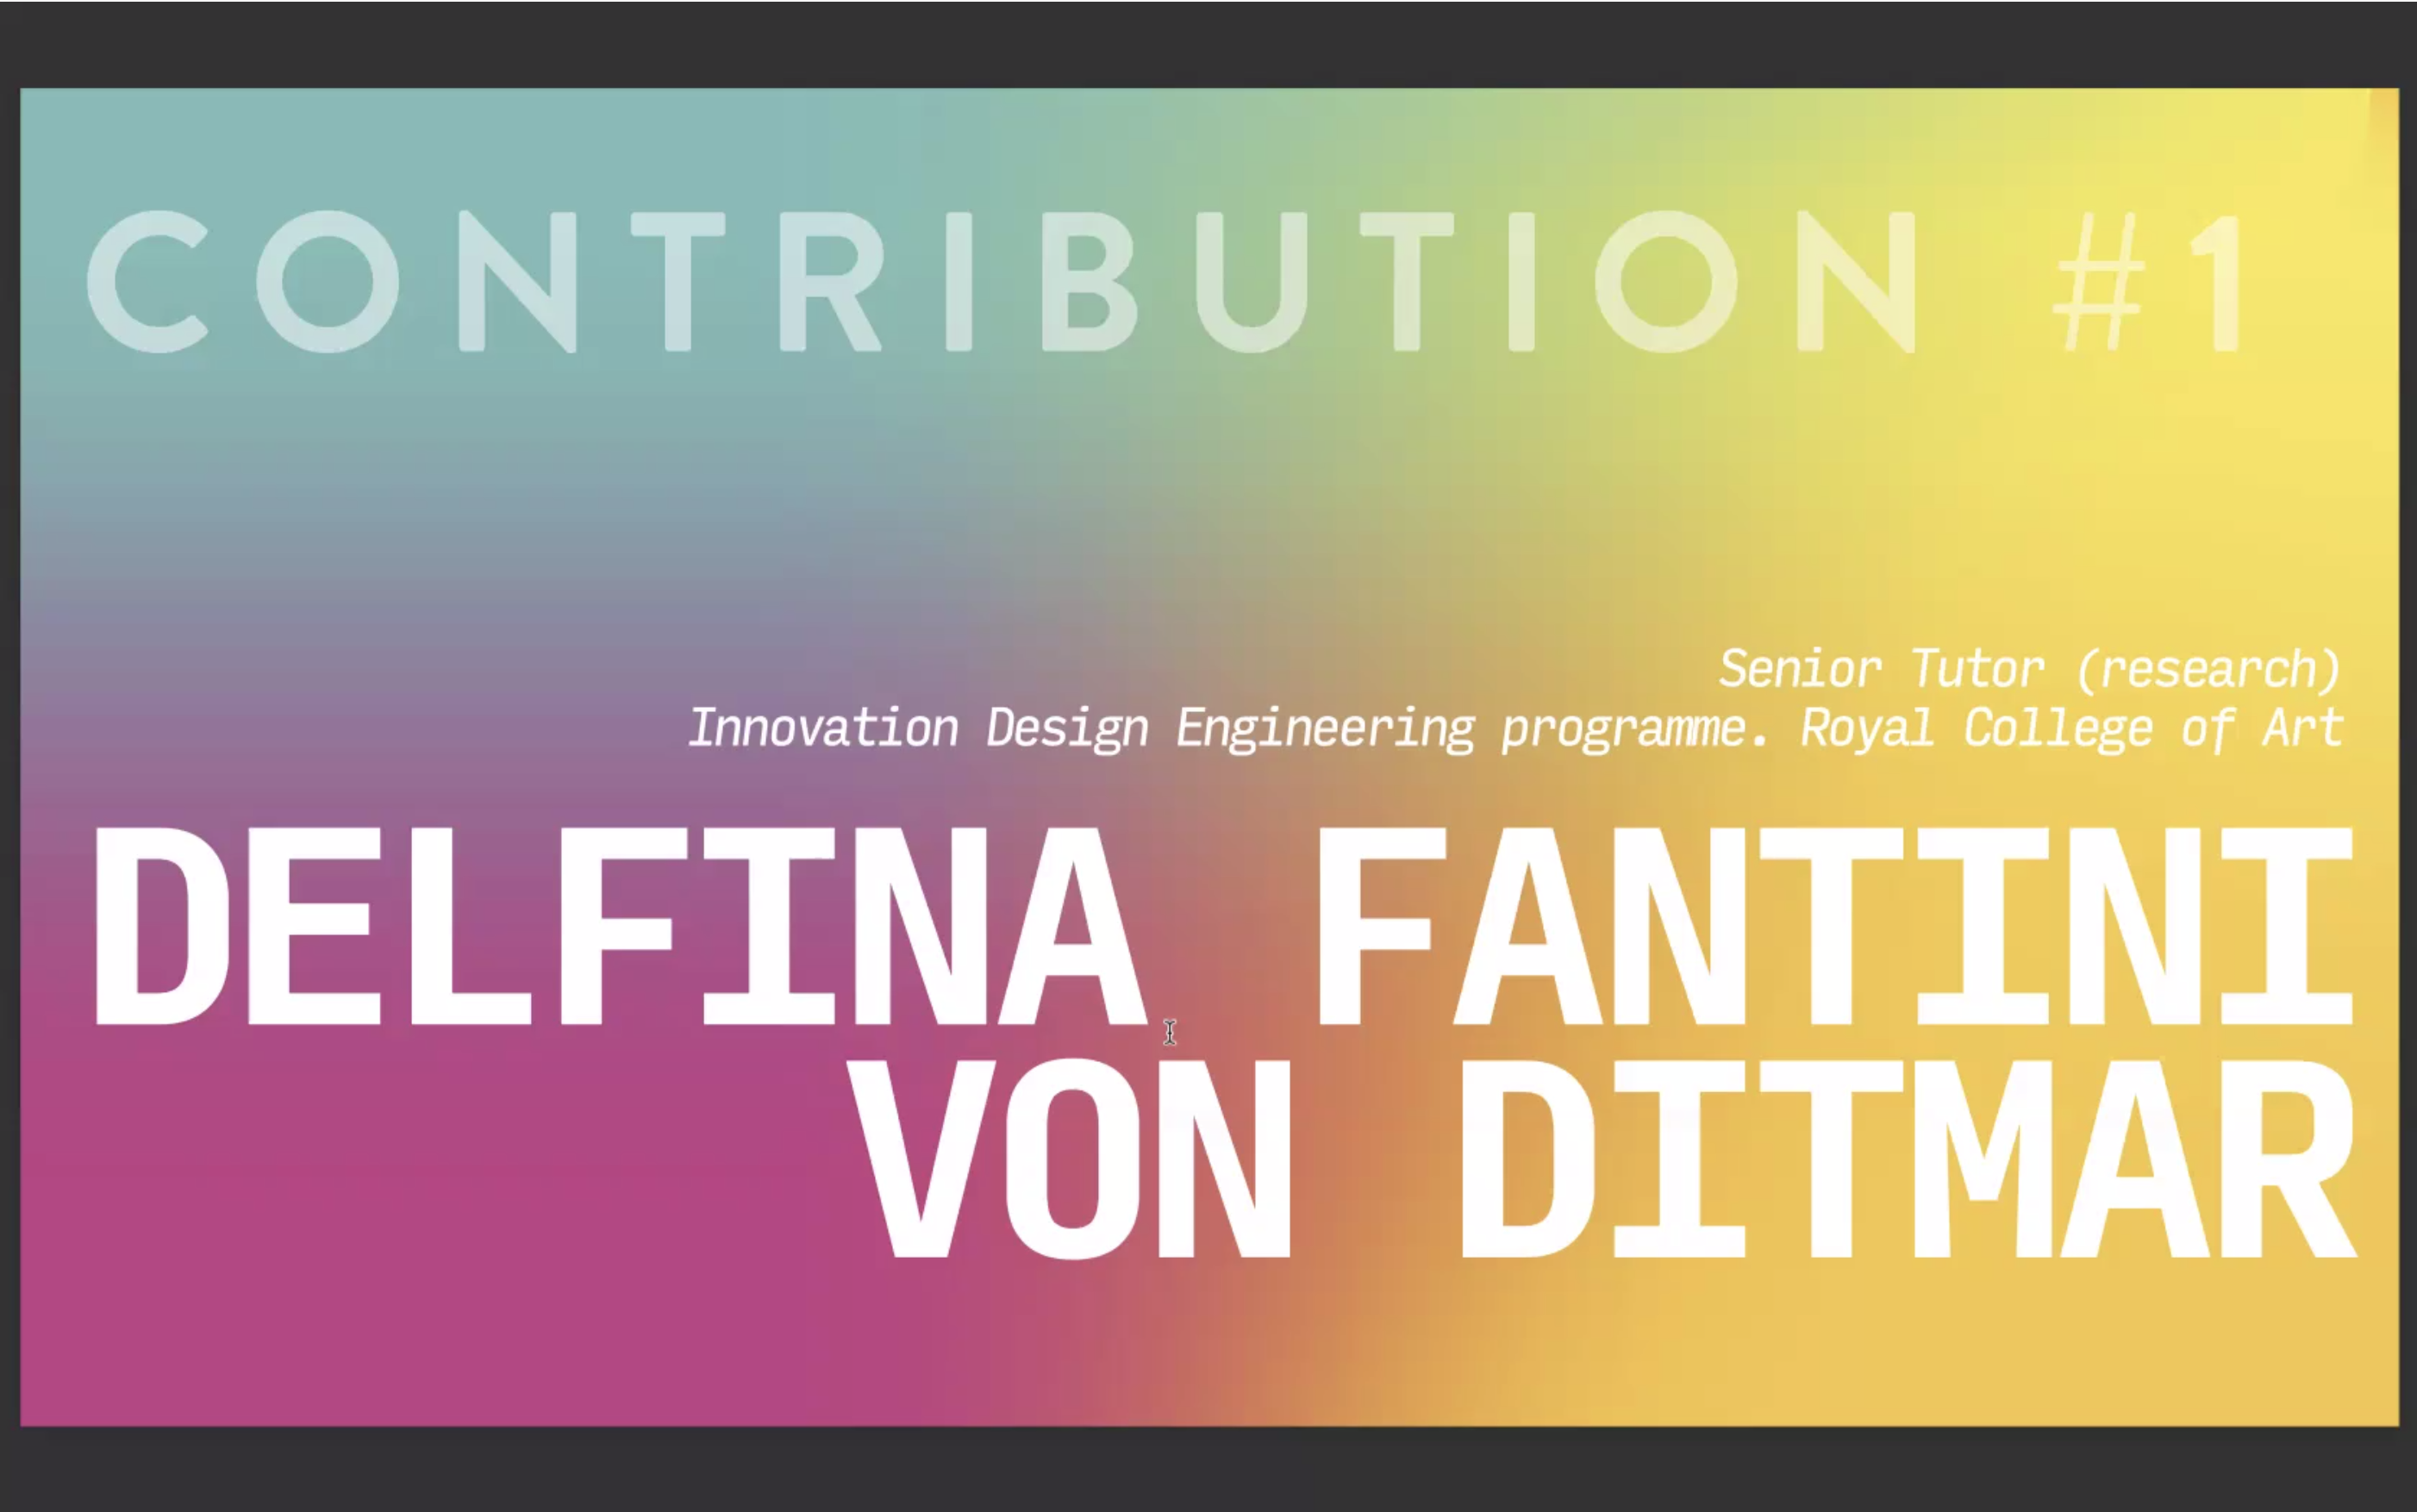 CONTRIBUTION #1
Senior Tutor (research)
Innovation Design Engineering programme. Royal College of Art
DELFINA FANTINI
VON DITMAR